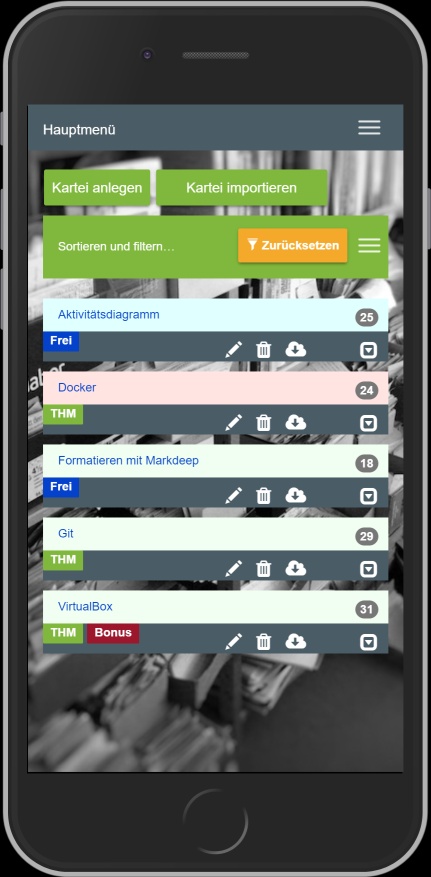 Hauptmenü
Kartei anlegen Kartei importieren
Sortieren und filtern… Zurücksetzen
Aktivitätsdiagramm 25
Frei
Docker 24
THM
Formatieren mit Markdeep 18
Frei
Git 29
THM
VirtualBox 31
THM Bonus